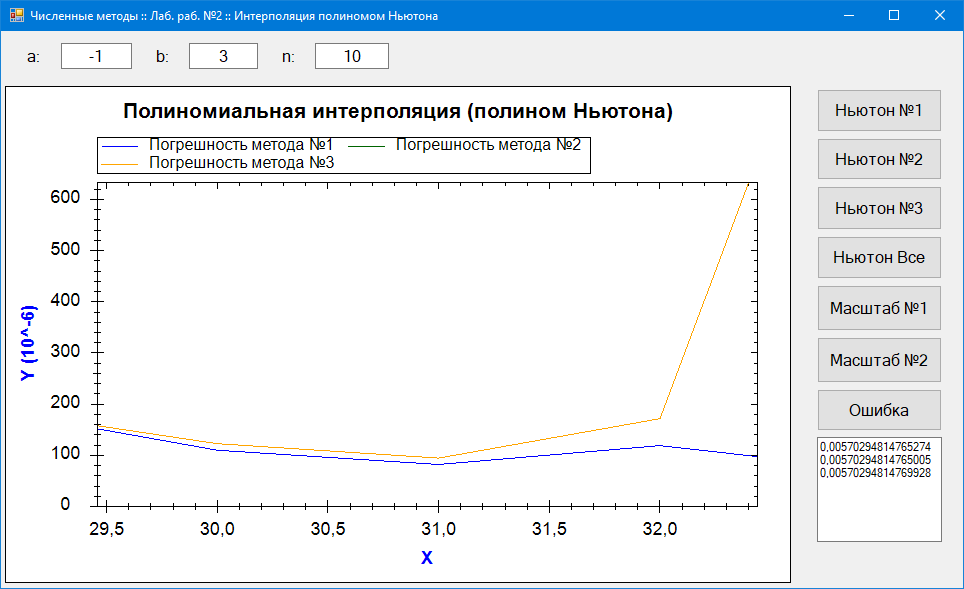 Численные методы :: Лаб. раб. №2 :: Интерполяция полиномом Ньютона
a: -1 b: 3 n: 10
Полиномиальная интерполяция (полином Ньютона)
Погрешность метода №1 Погрешность метода №2
Погрешность метода №3
600
500
400
300
200
100
0
Y (10^-6)
29,5 30,0 30,5 31,0 31,5 32,0
X
Ньютон №1
Ньютон №2
Ньютон №3
Ньютон Все
Масштаб №1
Масштаб №2
Ошибка
0,00570294814765274
0,00570294814765005
0,00570294814769928